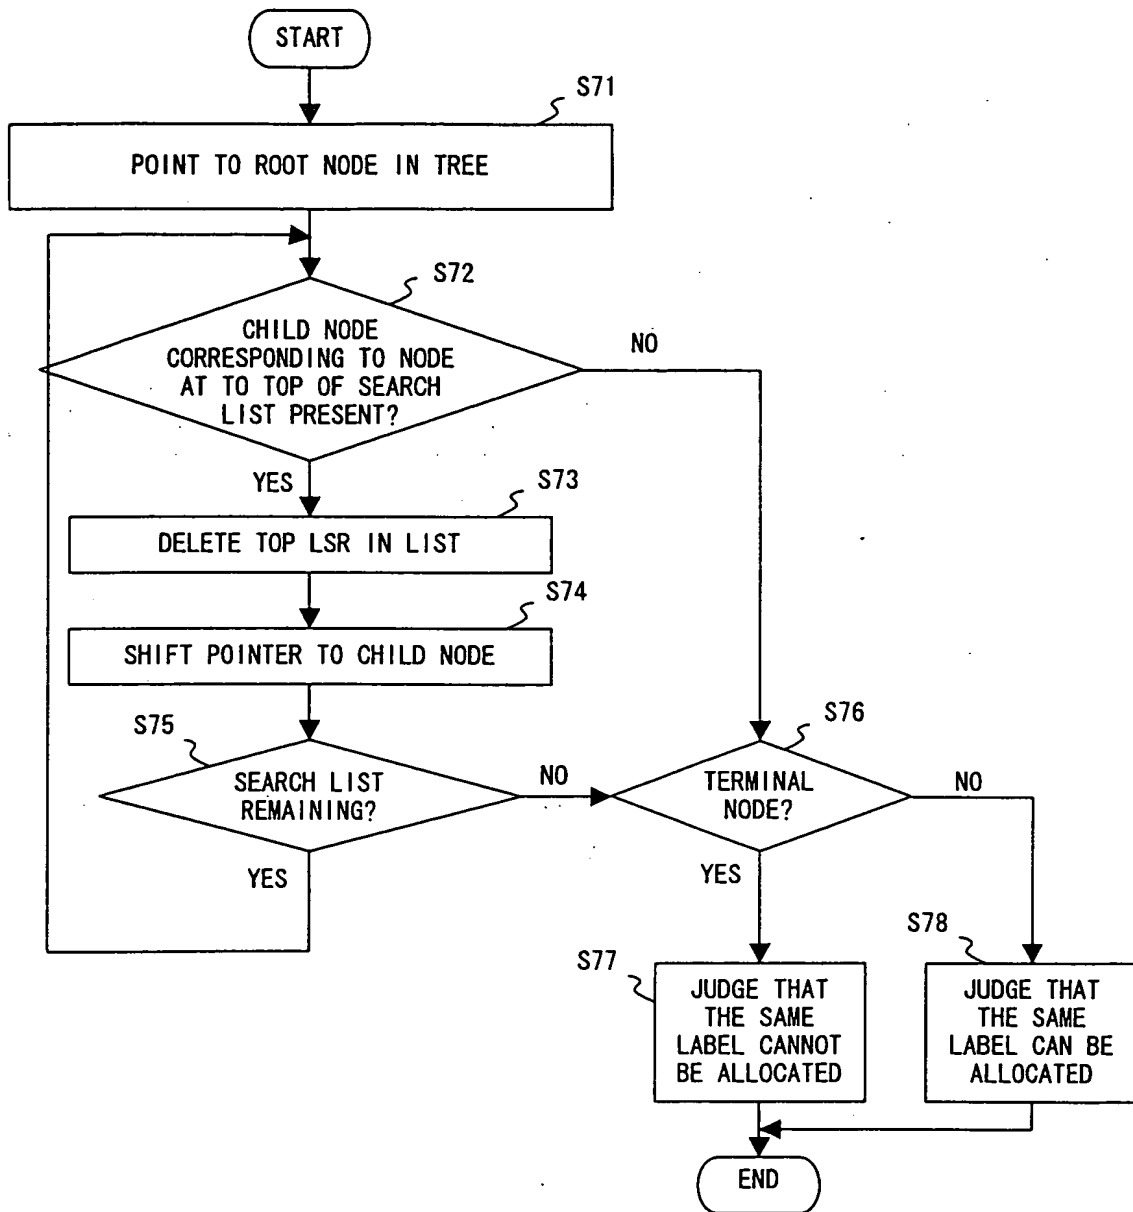 START
S71
POINT TO ROOT NODE IN TREE
S72
CHILD NODE
CORRESPONDING TO NODE
AT TO TOP OF SEARCH
LIST PRESENT?
NO
YES
S73
DELETE TOP LSR IN LIST
S74
SHIFT POINTER TO CHILD NODE
S75
SEARCH LIST
REMAINING?
NO
YES
S76
TERMINAL
NODE?
NO
YES
S77
JUDGE THAT
THE SAME
LABEL CANNOT
BE ALLOCATED
S78
JUDGE THAT
THE SAME
LABEL CAN BE
ALLOCATED
END